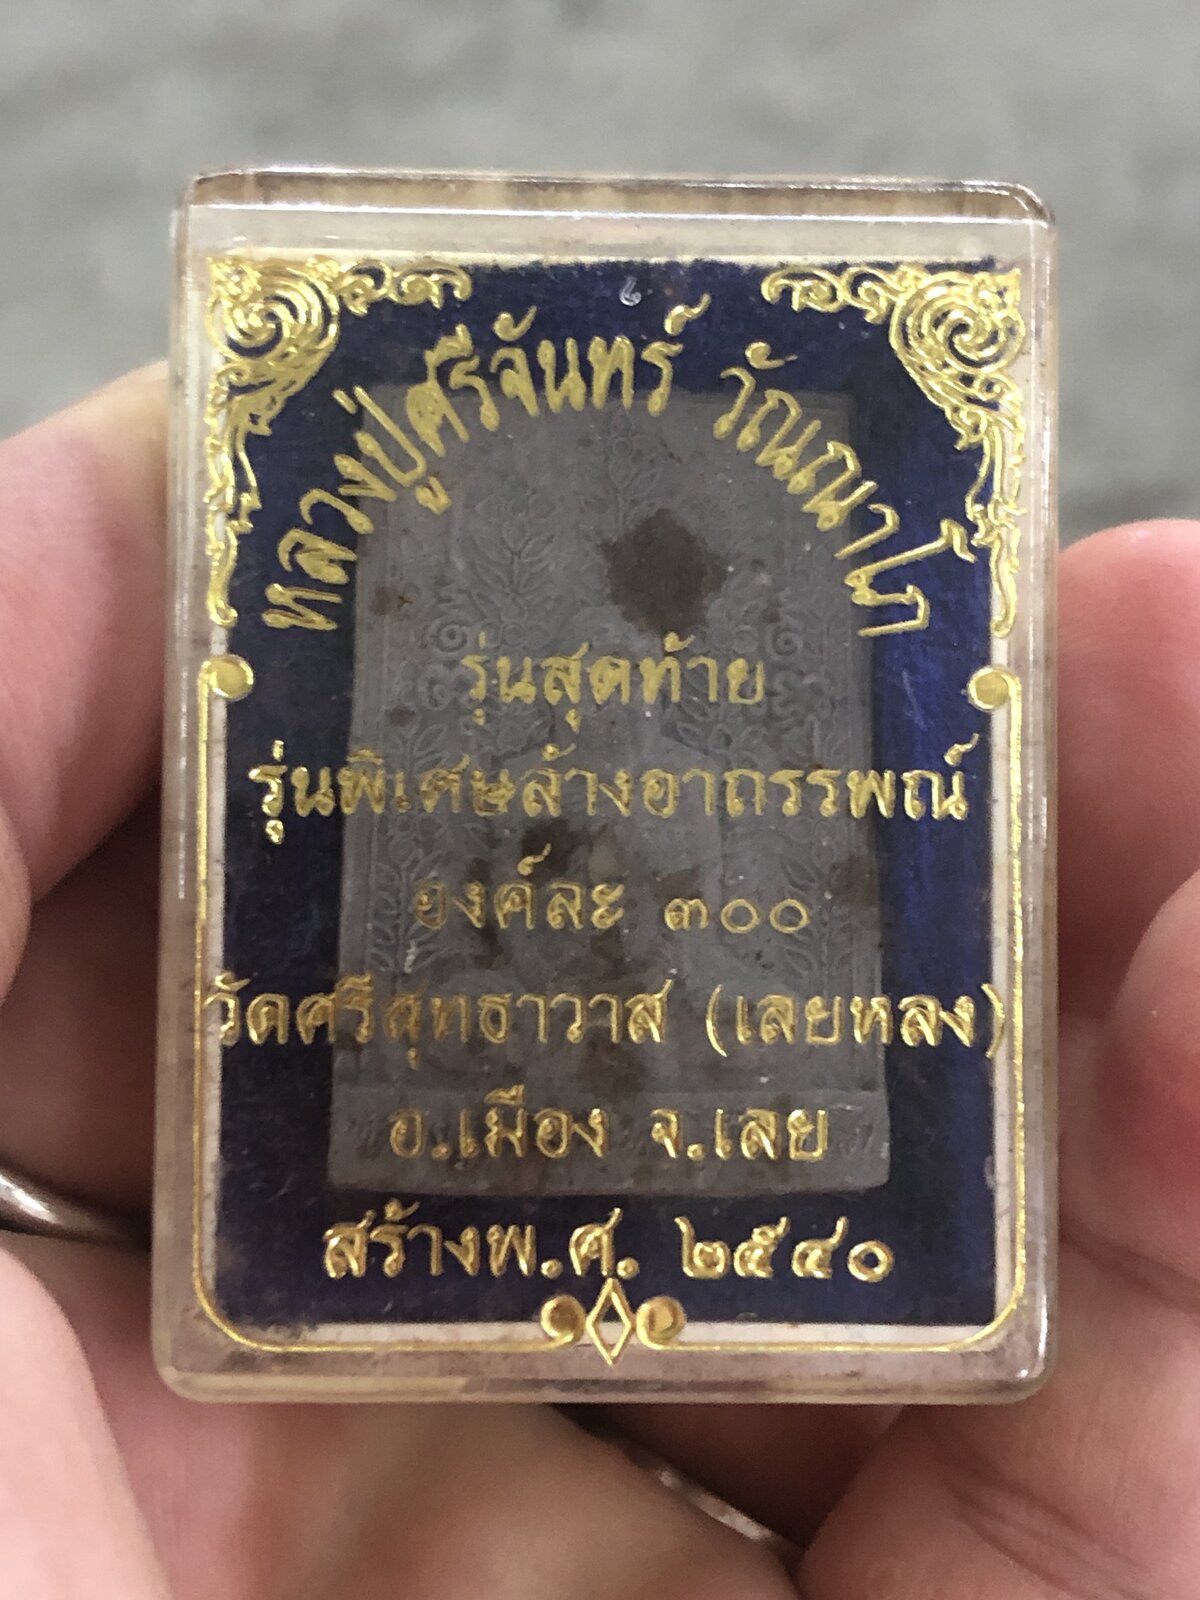 หลวงปู่ศรีจันทร์ วัณณาโภ
รุ่นสุดท้าย
รุ่นพิเศษล้างอาถรรพณ์
องค์ละ ๓๐๐
วัดศรีสุทธาวาส (เลยหลง)
อ.เมือง จ.เลย
สร้างพ.ศ. ๒๕๔๐